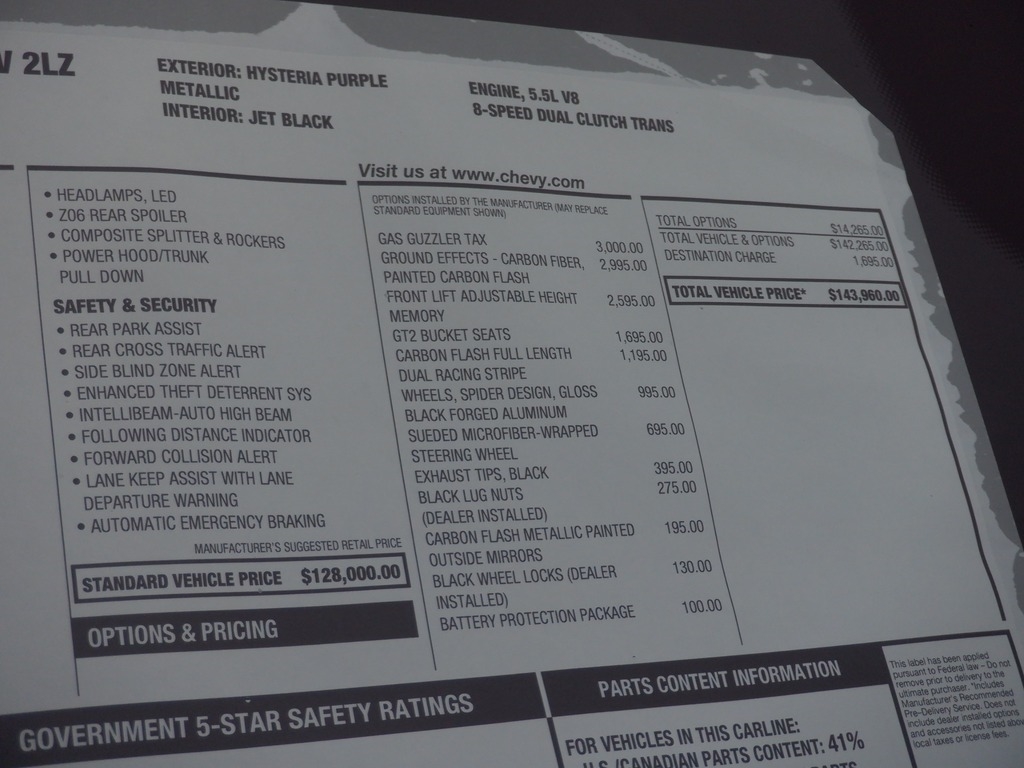 2LZ
EXTERIOR: HYSTERIA PURPLE
METALLIC
INTERIOR: JET BLACK
ENGINE, 5.5L V8
8-SPEED DUAL CLUTCH TRANS
• HEADLAMPS, LED
• Z06 REAR SPOILER
• COMPOSITE SPLITTER & ROCKERS
• POWER HOOD/TRUNK
PULL DOWN
SAFETY & SECURITY
• REAR PARK ASSIST
• REAR CROSS TRAFFIC ALERT
• SIDE BLIND ZONE ALERT
• ENHANCED THEFT DETERRENT SYS
• INTELLIBEAM-AUTO HIGH BEAM
• FOLLOWING DISTANCE INDICATOR
• FORWARD COLLISION ALERT
• LANE KEEP ASSIST WITH LANE
DEPARTURE WARNING
• AUTOMATIC EMERGENCY BRAKING
MANUFACTURER'S SUGGESTED RETAIL PRICE
STANDARD VEHICLE PRICE $128,000.00
OPTIONS & PRICING
Visit us at www.chevy.com
OPTIONS INSTALLED BY THE MANUFACTURER (MAY REPLACE
STANDARD EQUIPMENT SHOWN)
GAS GUZZLER TAX 3,000.00
GROUND EFFECTS - CARBON FIBER, 2,995.00
PAINTED CARBON FLASH
FRONT LIFT ADJUSTABLE HEIGHT 2,595.00
MEMORY
GT2 BUCKET SEATS 1,695.00
CARBON FLASH FULL LENGTH 1,195.00
DUAL RACING STRIPE
WHEELS, SPIDER DESIGN, GLOSS 995.00
BLACK FORGED ALUMINUM
SUEDED MICROFIBER-WRAPPED 695.00
STEERING WHEEL
EXHAUST TIPS, BLACK 395.00
BLACK LUG NUTS 275.00
(DEALER INSTALLED)
CARBON FLASH METALLIC PAINTED 195.00
OUTSIDE MIRRORS
BLACK WHEEL LOCKS (DEALER 130.00
INSTALLED)
BATTERY PROTECTION PACKAGE 100.00
TOTAL OPTIONS $14,265.00
TOTAL VEHICLE & OPTIONS $142,265.00
DESTINATION CHARGE 1,695.00
TOTAL VEHICLE PRICE* $143,960.00
GOVERNMENT 5-STAR SAFETY RATINGS
PARTS CONTENT INFORMATION
FOR VEHICLES IN THIS CARLINE:
U.S./CANADIAN PARTS CONTENT: 41%
PARTS
This label has been applied
pursuant to Federal law – Do not
remove prior to delivery to the
ultimate purchaser. *Includes
Manufacturer's Recommended
Pre-Delivery Service. Does not
include dealer installed options
and accessories not listed above
local taxes or license fees.